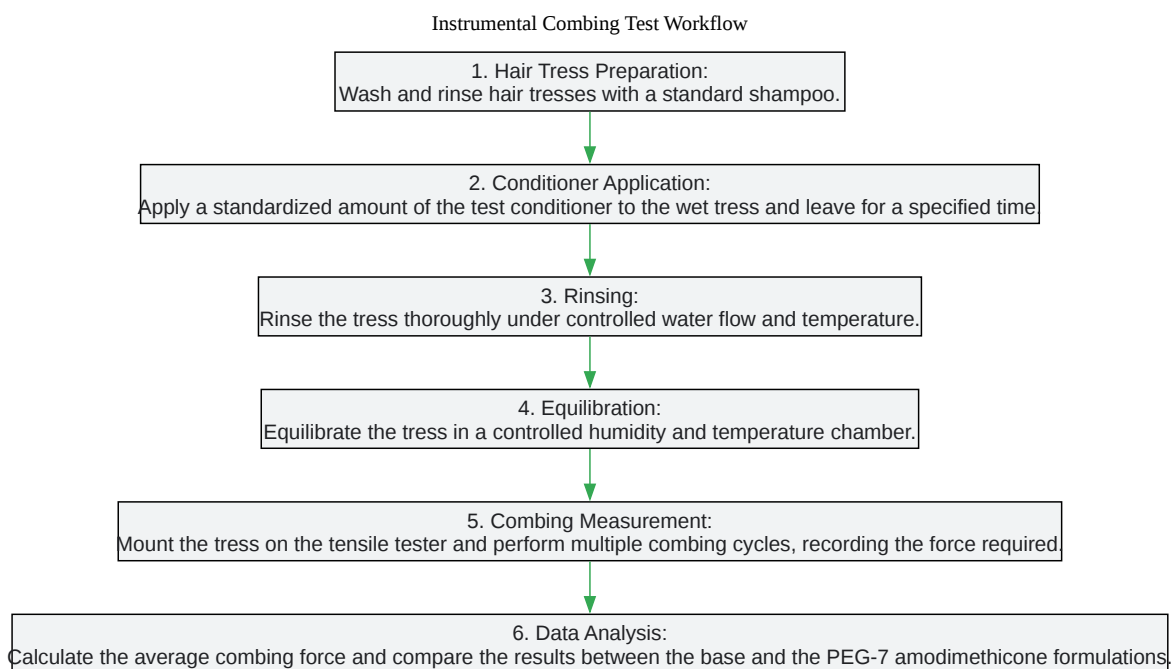 Instrumental Combing Test Workflow
1. Hair Tress Preparation:
Wash and rinse hair tresses with a standard shampoo.
2. Conditioner Application:
Apply a standardized amount of the test conditioner to the wet tress and leave for a specified time.
3. Rinsing:
Rinse the tress thoroughly under controlled water flow and temperature.
4. Equilibration:
Equilibrate the tress in a controlled humidity and temperature chamber.
5. Combing Measurement:
Mount the tress on the tensile tester and perform multiple combing cycles, recording the force required.
6. Data Analysis:
Calculate the average combing force and compare the results between the base and the PEG-7 amodimethicone formulations.